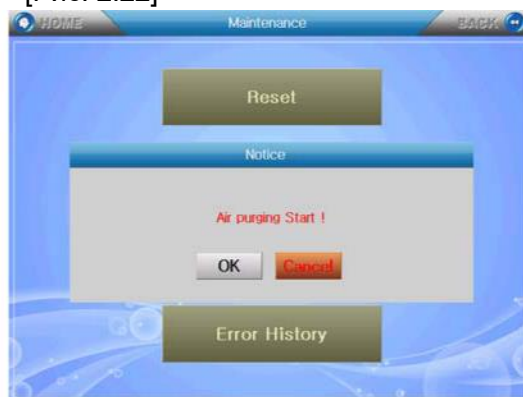 HOME Maintenance BACK
Reset
Notice
Air purging Start !
OK Cancel
Error History